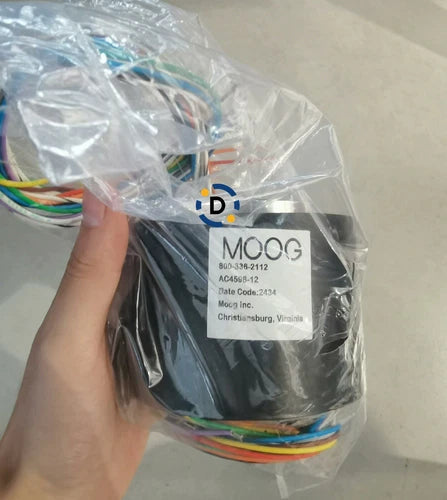 D
MOOG
800-336-2112
AC4598-12
Date Code:2434
Moog Inc.
Christiansburg, Virginia